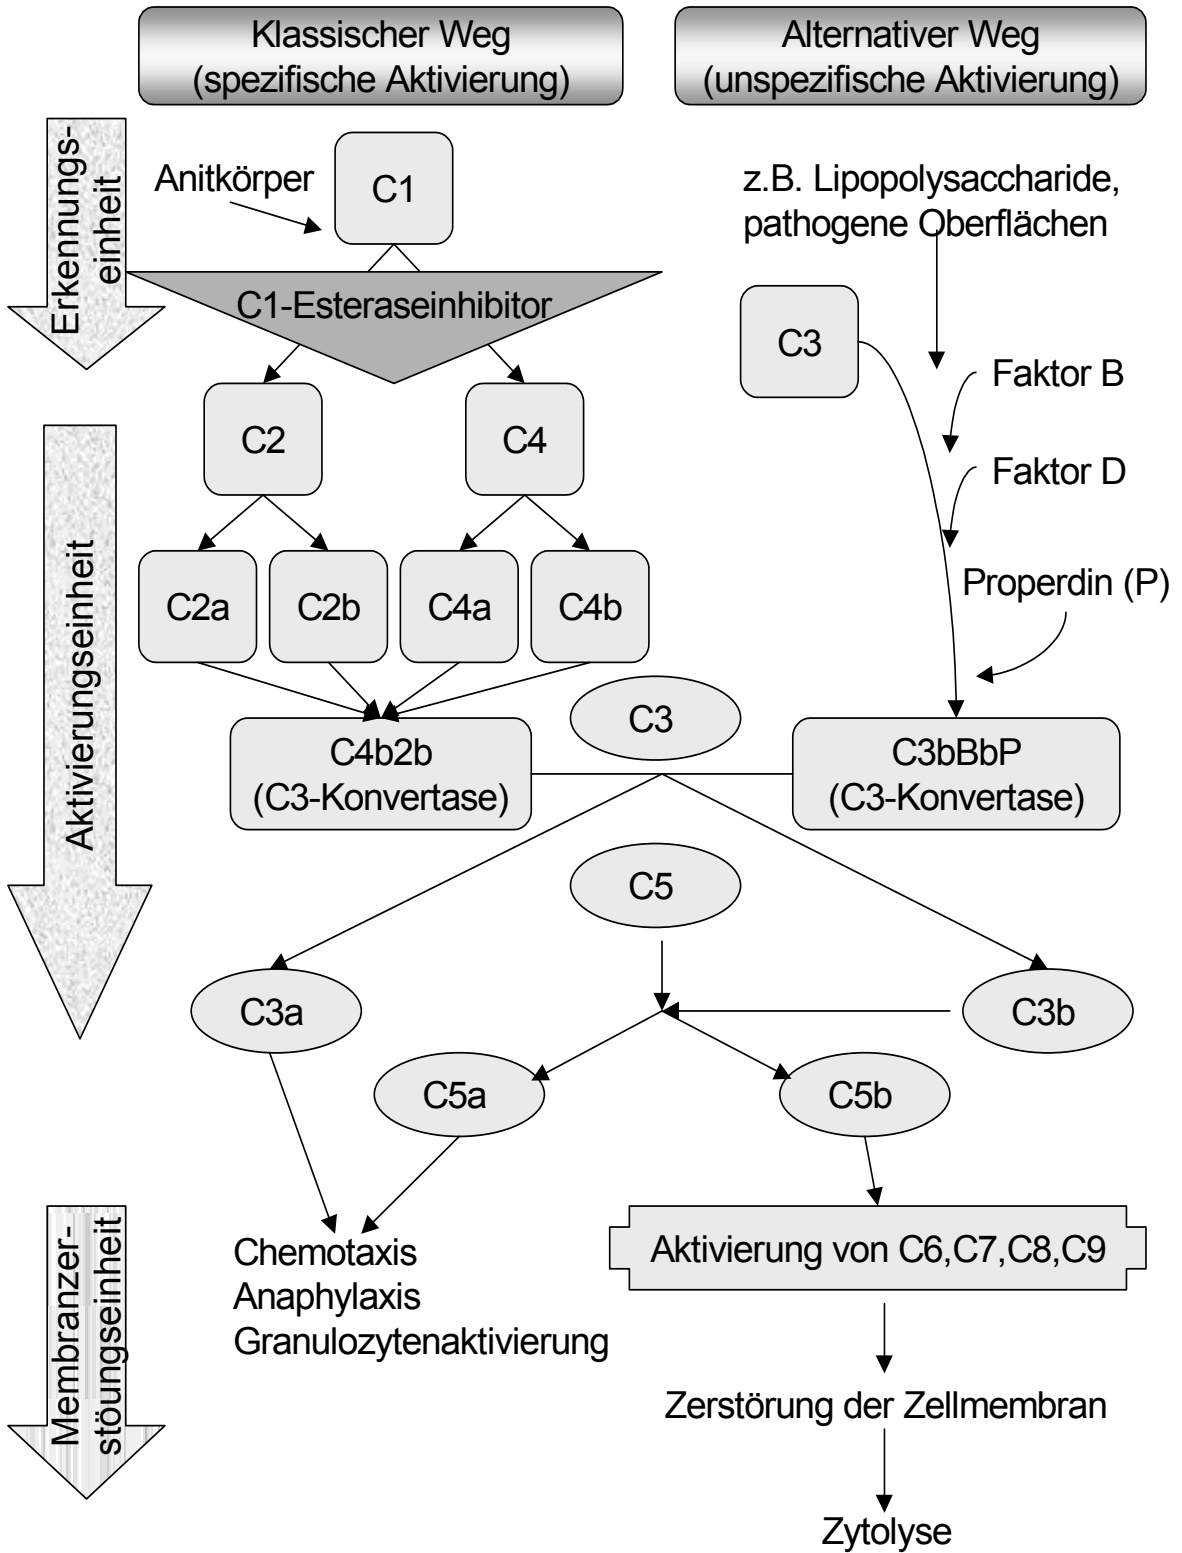 Klassischer Weg
(spezifische Aktivierung)
Alternativer Weg
(unspezifische Aktivierung)
Erkennungs-
einheit
Anitkörper
C1
z.B. Lipopolysaccharide,
pathogene Oberflächen
C1-Esteraseinhibitor
C3
Faktor B
C2
C4
Faktor D
Aktivierungseinheit
C2a
C2b
C4a
C4b
Properdin (P)
C3
C4b2b
(C3-Konvertase)
C3bBbP
(C3-Konvertase)
C5
C3a
C3b
C5a
C5b
Membranzer-
stöungseinheit
Chemotaxis
Anaphylaxis
Granulozytenaktivierung
Aktivierung von C6,C7,C8,C9
Zerstörung der Zellmembran
Zytolyse